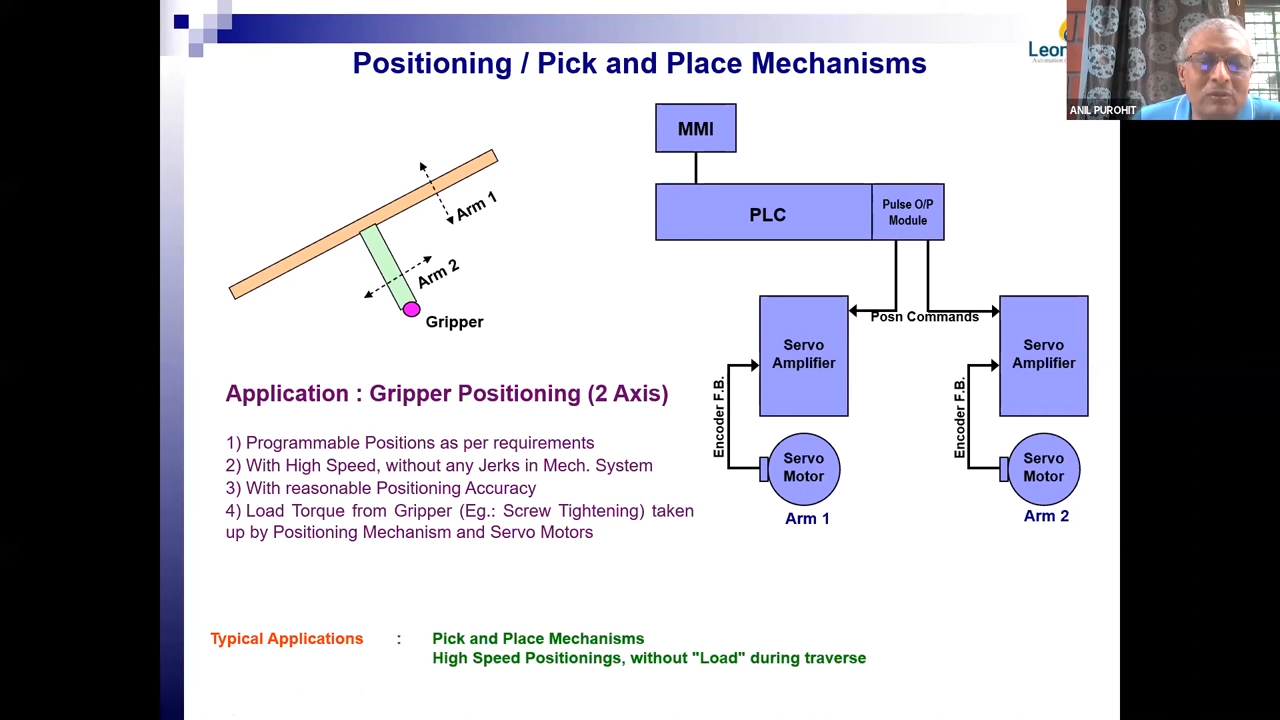 Positioning / Pick and Place Mechanisms
Leon
ANIL PUROHIT
MMI
PLC
Pulse O/P
Module
Arm 1
Arm 2
Gripper
Posn Commands
Servo
Amplifier
Servo
Amplifier
Encoder F.B.
Encoder F.B.
Servo
Motor
Servo
Motor
Arm 1
Arm 2
Application : Gripper Positioning (2 Axis)
1) Programmable Positions as per requirements
2) With High Speed, without any Jerks in Mech. System
3) With reasonable Positioning Accuracy
4) Load Torque from Gripper (Eg.: Screw Tightening) taken
up by Positioning Mechanism and Servo Motors
Typical Applications : Pick and Place Mechanisms
High Speed Positionings, without "Load" during traverse